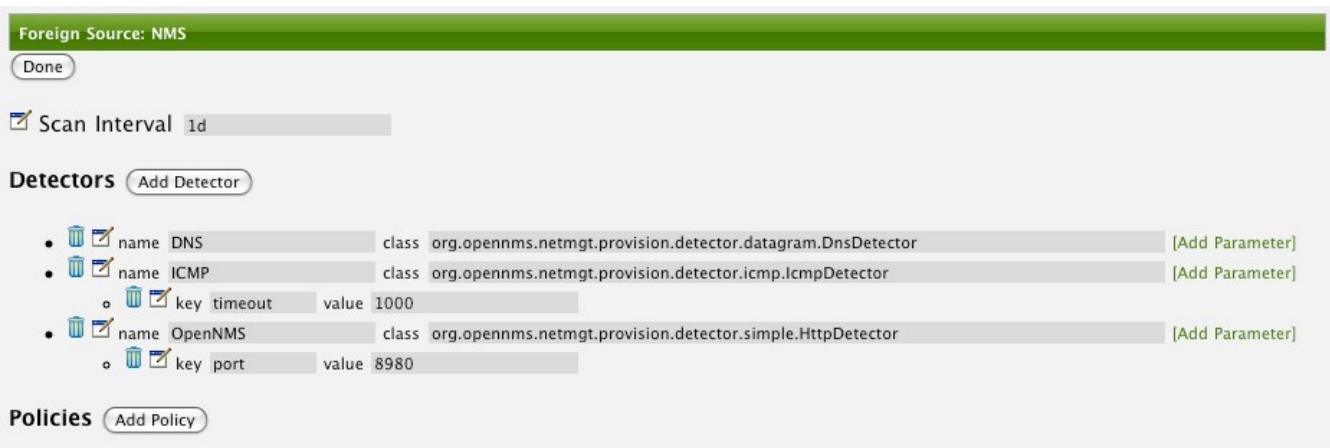 Foreign Source: NMS
Done
Scan Interval 1d
Detectors Add Detector
name DNS class org.opennms.netmgt.provision.detector.datagram.DnsDetector [Add Parameter]
name ICMP class org.opennms.netmgt.provision.detector.icmp.IcmpDetector [Add Parameter]
key timeout value 1000
name OpenNMS class org.opennms.netmgt.provision.detector.simple.HttpDetector [Add Parameter]
key port value 8980
Policies Add Policy